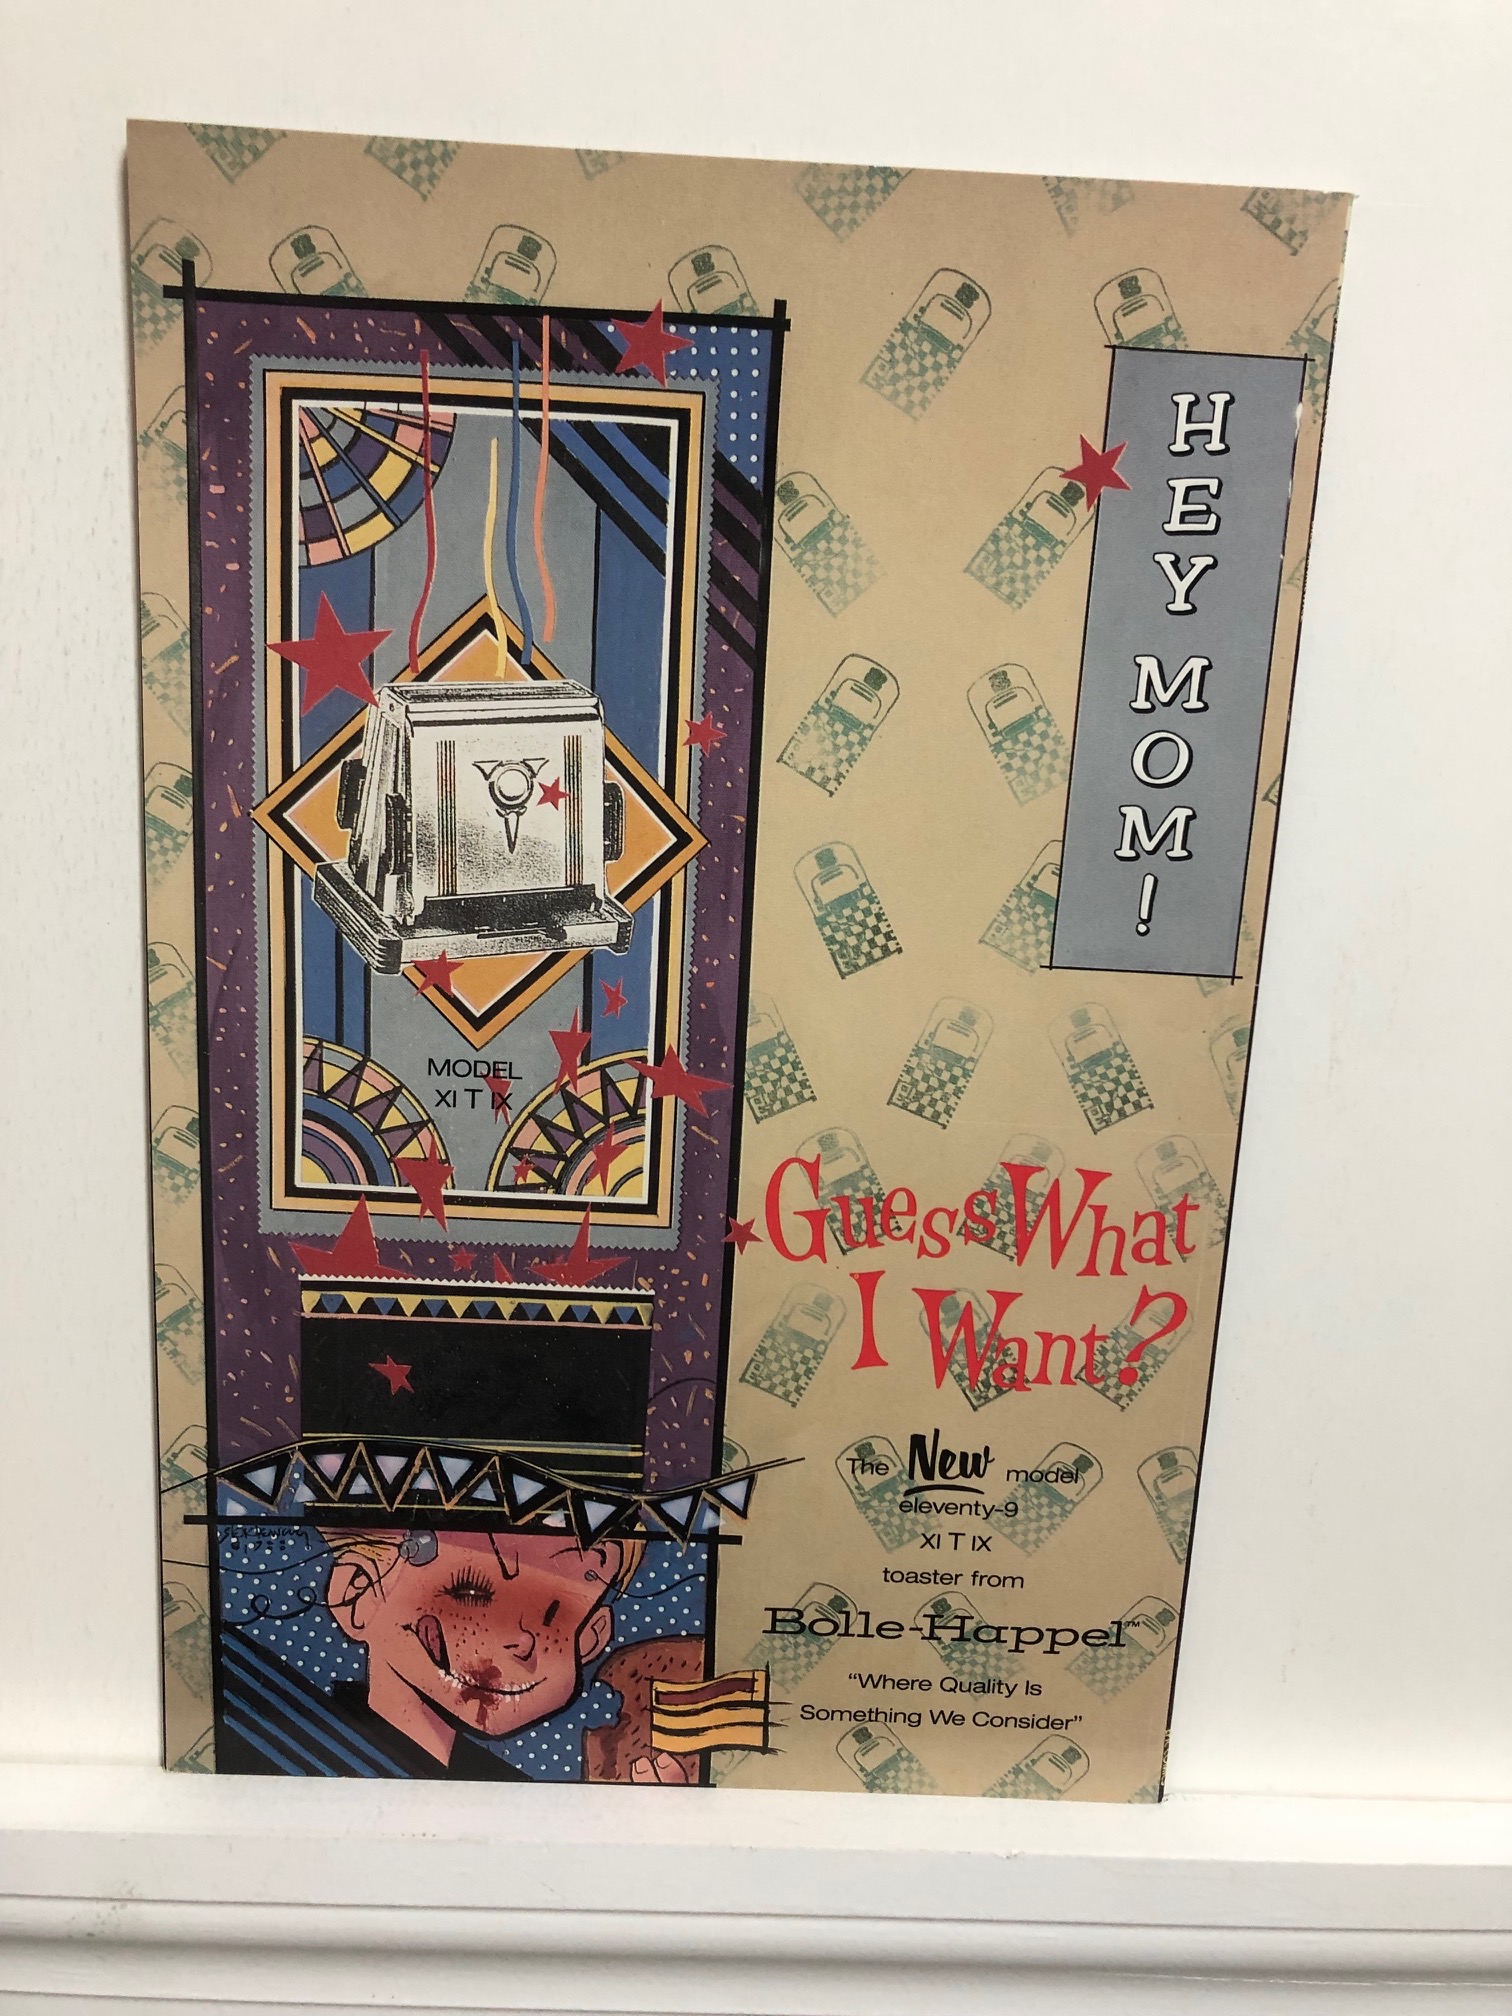 HEY MOM!
MODEL
XI T IX
Guess What
I Want?
The New model
eleventy-9
XI T IX
toaster from
Bolle-Happel™
“Where Quality Is
Something We Consider”